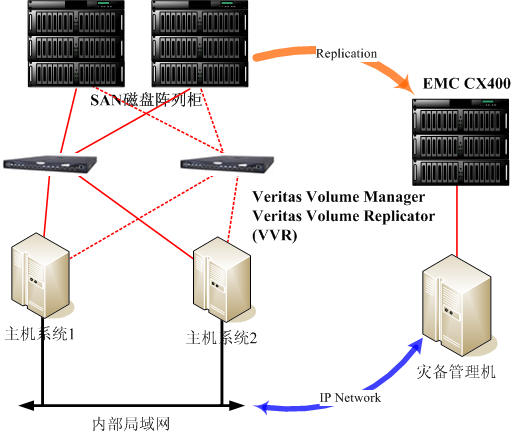 Replication
EMC CX400
SAN磁盘阵列柜
Veritas Volume Manager
Veritas Volume Replicator
(VVR)
主机系统1
主机系统2
灾备管理机
IP Network
内部局域网